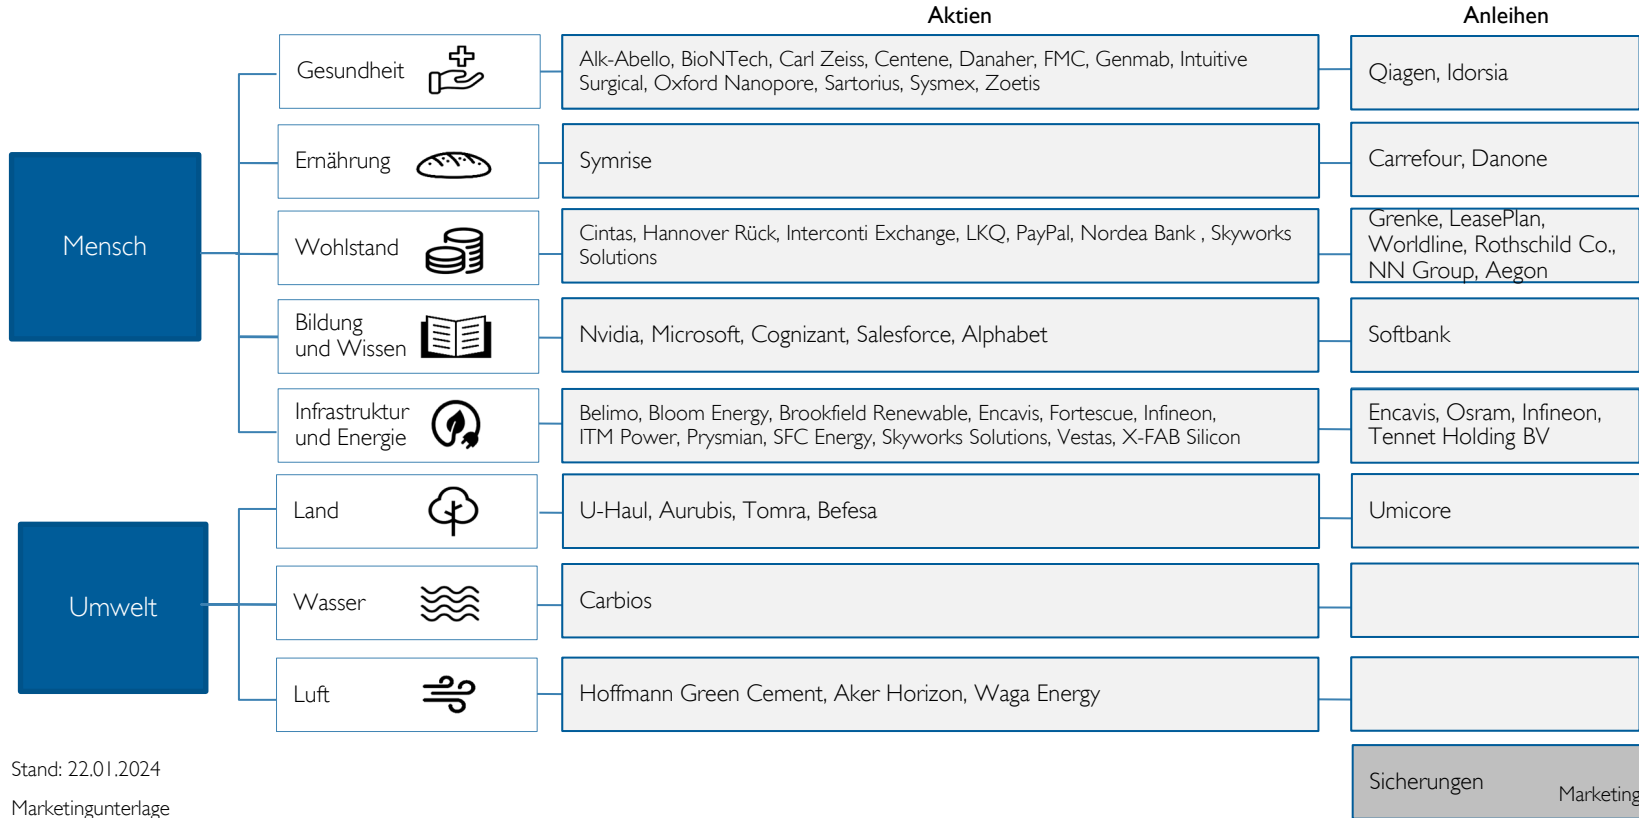 Aktien
Anleihen
Mensch
Gesundheit
Alk-Abello, BioNTech, Carl Zeiss, Centene, Danaher, FMC, Genmab, Intuitive
Surgical, Oxford Nanopore, Sartorius, Sysmex, Zoetis
Qiagen, Idorsia
Ernährung
Symrise
Carrefour, Danone
Wohlstand
Cintas, Hannover Rück, Interconti Exchange, LKQ, PayPal, Nordea Bank , Skyworks
Solutions
Grenke, LeasePlan,
Worldline, Rothschild Co.,
NN Group, Aegon
Bildung
und Wissen
Nvidia, Microsoft, Cognizant, Salesforce, Alphabet
Softbank
Infrastruktur
und Energie
Belimo, Bloom Energy, Brookfield Renewable, Encavis, Fortescue, Infineon,
ITM Power, Prysmian, SFC Energy, Skyworks Solutions, Vestas, X-FAB Silicon
Encavis, Osram, Infineon,
Tennet Holding BV
Umwelt
Land
U-Haul, Aurubis, Tomra, Befesa
Umicore
Wasser
Carbios
Luft
Hoffmann Green Cement, Aker Horizon, Waga Energy
Stand: 22.01.2024
Marketingunterlage
Sicherungen
Marketing